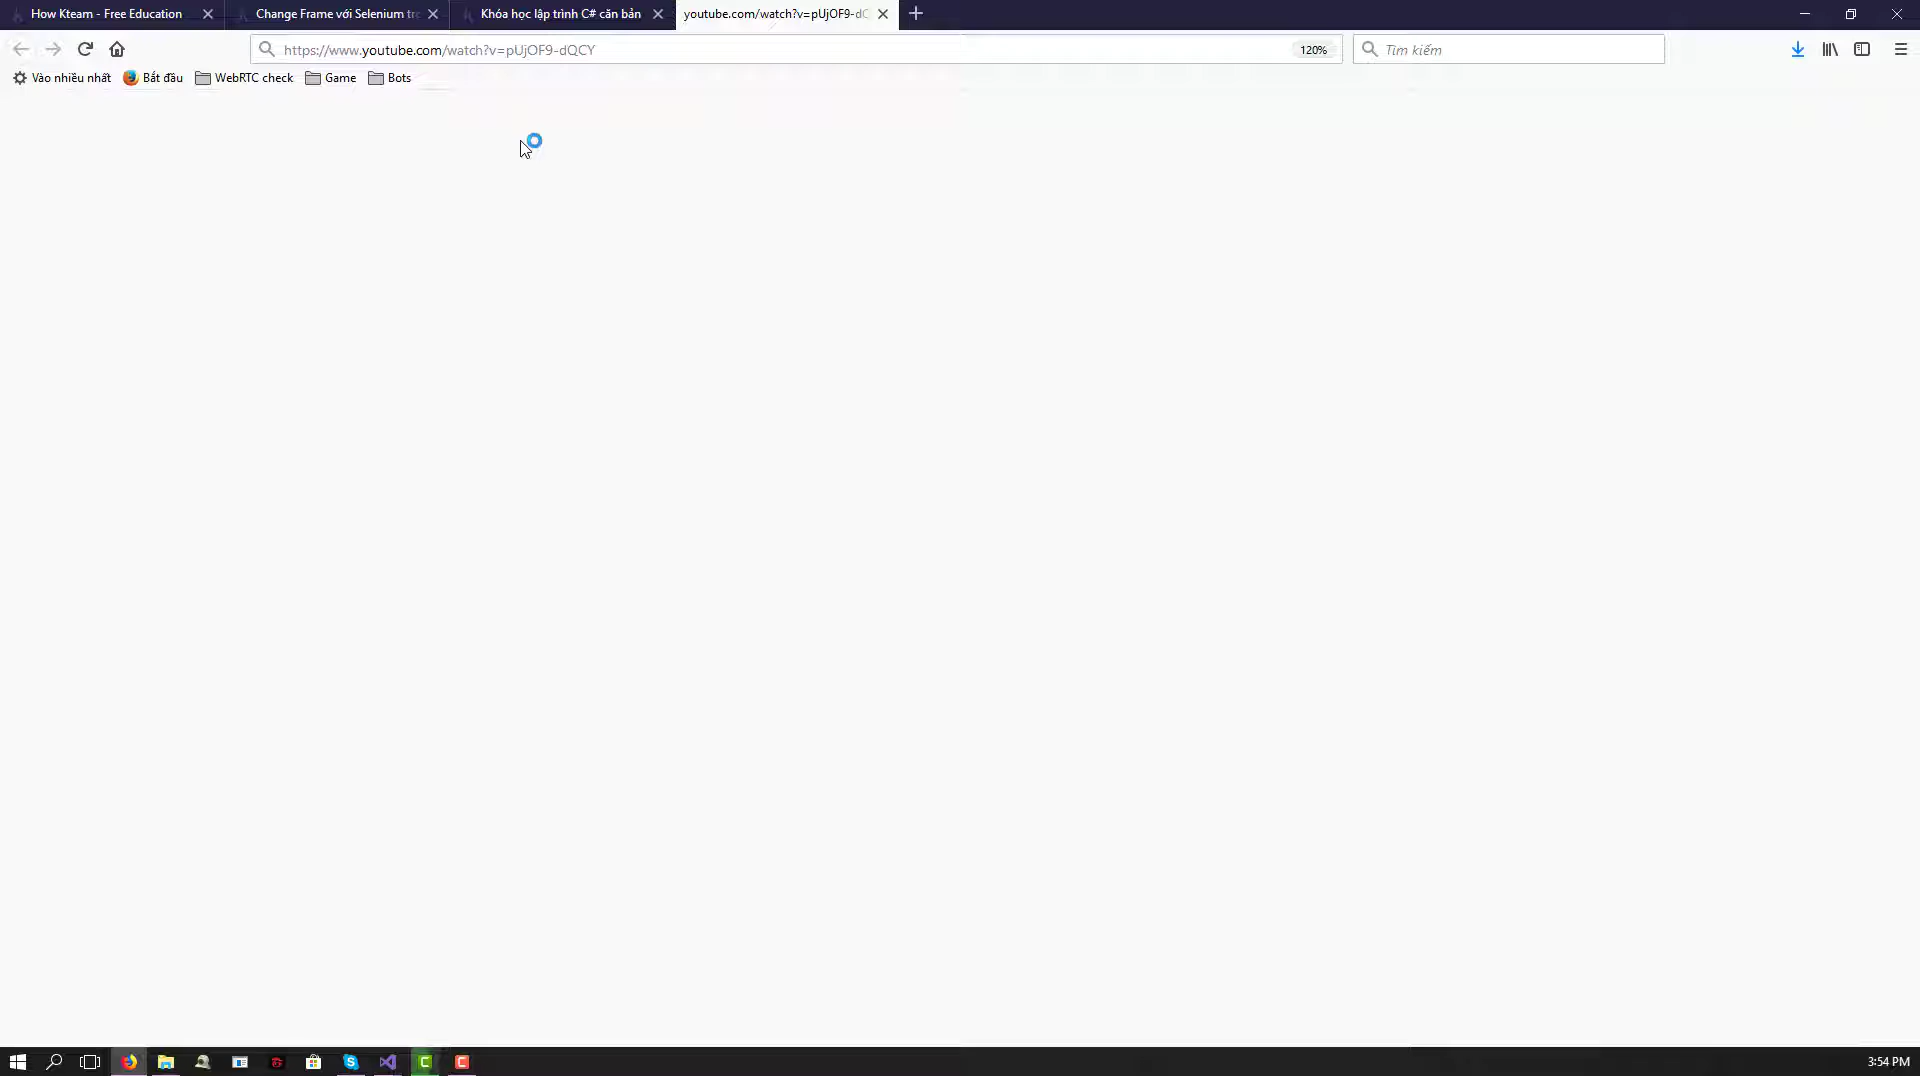 How Kteam - Free Education
Change Frame với Selenium tr
Khóa học lập trình C# căn bản
youtube.com/watch?v=pUjOF9-dC
https://www.youtube.com/watch?v=pUjOF9-dQCY
120%
Tìm kiếm
Vào nhiều nhất
Bắt đầu
WebRTC check
Game
Bots
3:54 PM